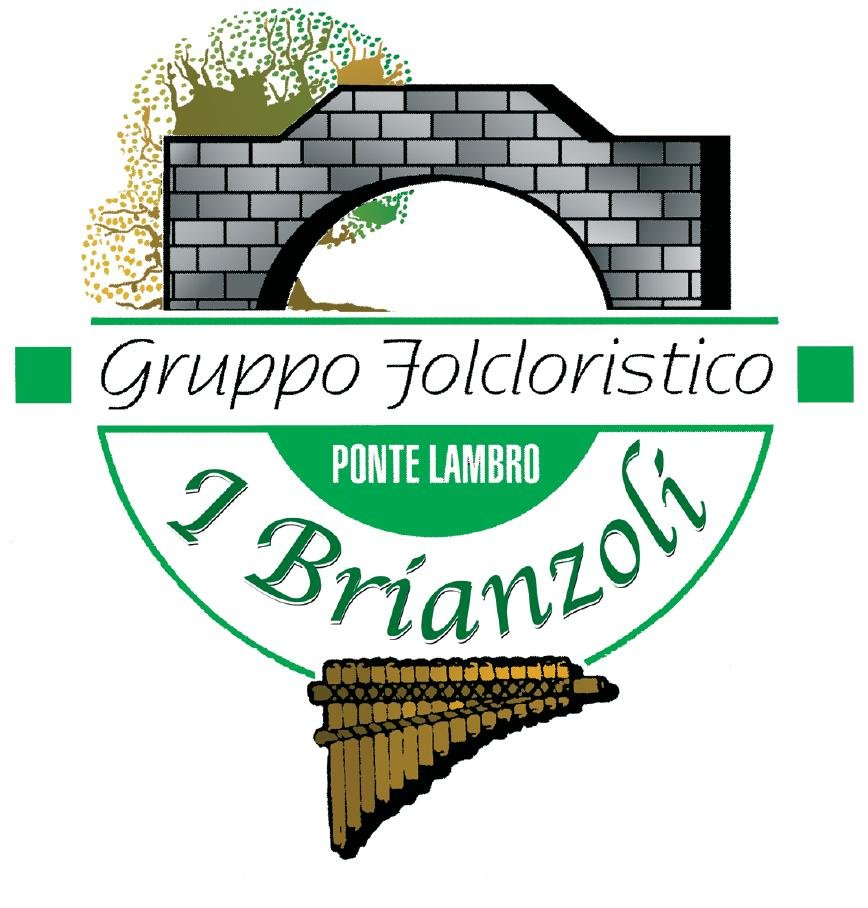 Gruppo Folcloristico
PONTE LAMBRO
I Brianzoli